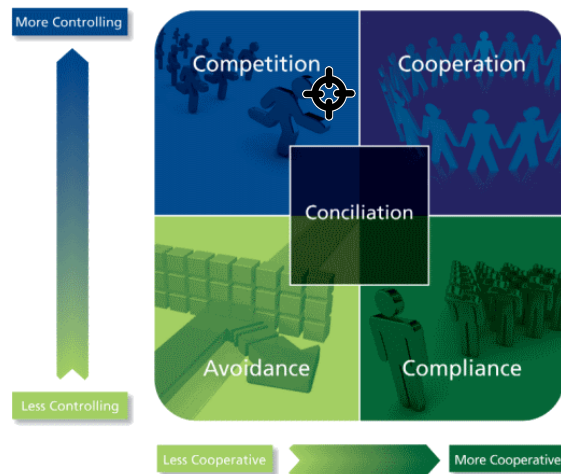 More Controlling
Competition
Cooperation
Conciliation
Avoidance
Compliance
Less Controlling
Less Cooperative
More Cooperative